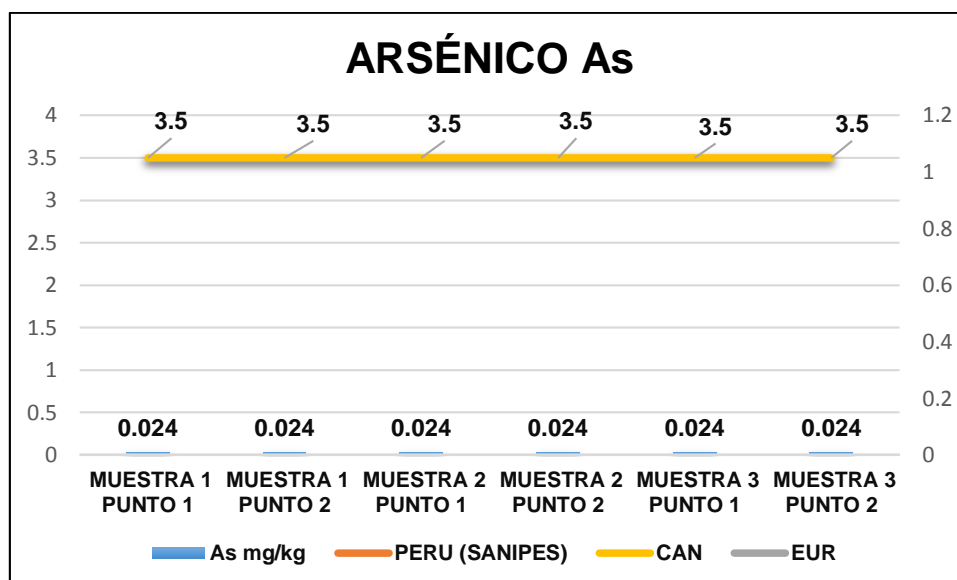 ARSÉNICO As
4 3.5 3.5 3.5 3.5 3.5 3.5 1.2
3.5 1
3 0.8
2.5
2 0.6
1.5 0.4
1
0.5 0.024 0.024 0.024 0.024 0.024 0.024 0.2
0 0
MUESTRA 1 MUESTRA 1 MUESTRA 2 MUESTRA 2 MUESTRA 3 MUESTRA 3
PUNTO 1 PUNTO 2 PUNTO 1 PUNTO 2 PUNTO 1 PUNTO 2
As mg/kg PERU (SANIPES) CAN EUR